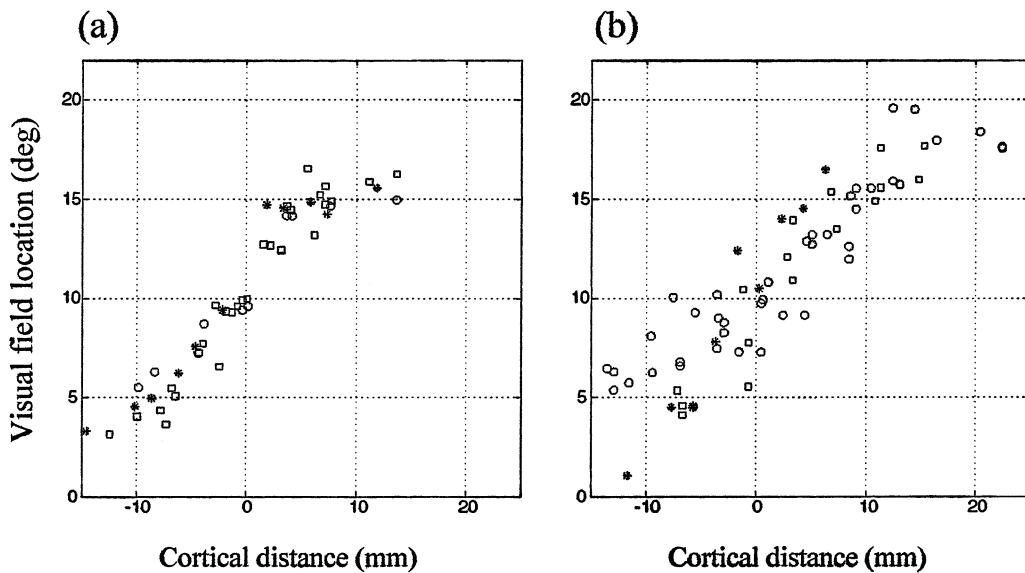 (a) (b)
Visual field location (deg)
20 20
15 15
10 10
5 5
0 0
-10 0 10 20 -10 0 10 20
Cortical distance (mm) Cortical distance (mm)